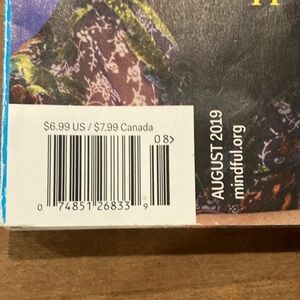 $6.99 US / $7.99 Canada
08>
0 74851 26833 9
AUGUST 2019
mindful.org